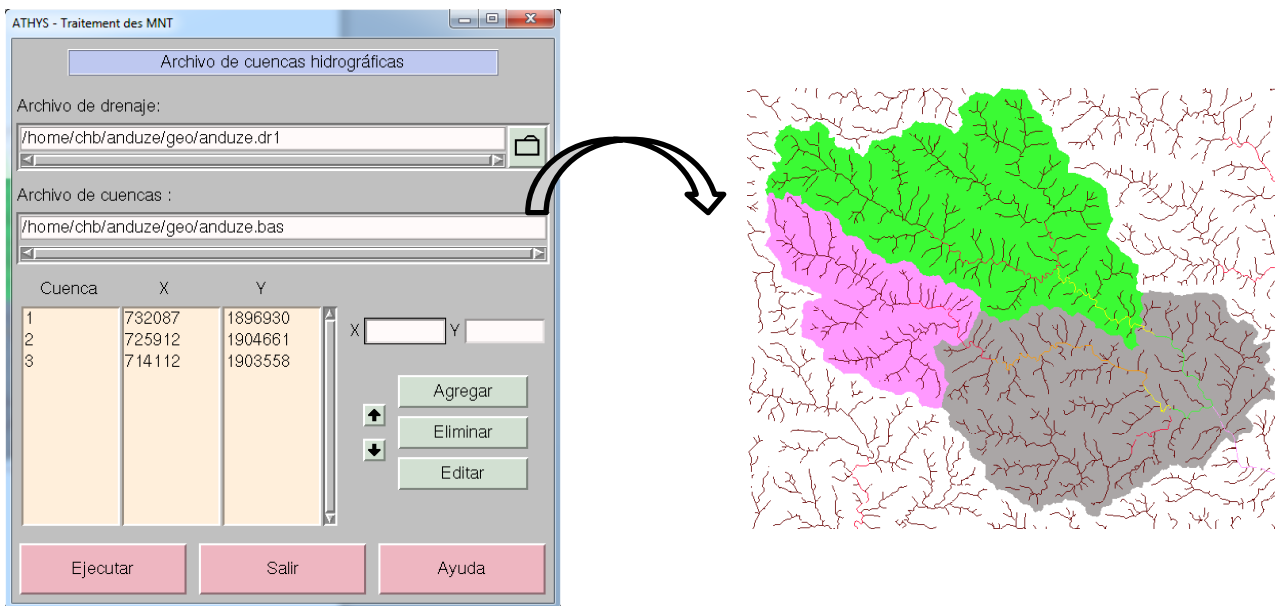 ATHYS - Traitement des MNT
Archivo de cuencas hidrográficas
Archivo de drenaje:
/home/chb/anduze/geo/anduze.dr1
Archivo de cuencas :
/home/chb/anduze/geo/anduze.bas
Cuenca X Y
1 732087 1896930
2 725912 1904661
3 714112 1903558
X Y
Agregar
Eliminar
Editar
Ejecutar Salir Ayuda